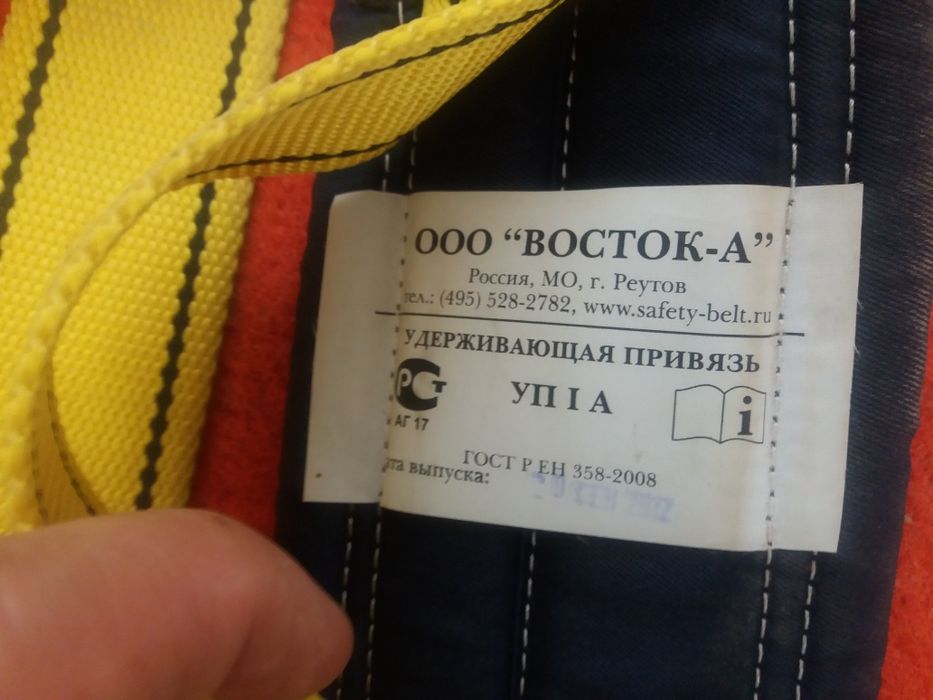 ООО “ВОСТОК-А”
Россия, МО, г. Реутов
тел.: (495) 528-2782, www.safety-belt.ru
УДЕРЖИВАЮЩАЯ ПРИВЯЗЬ
РСТ
УП I А
i
АГ 17
ГОСТ Р ЕН 358-2008
выпуска: